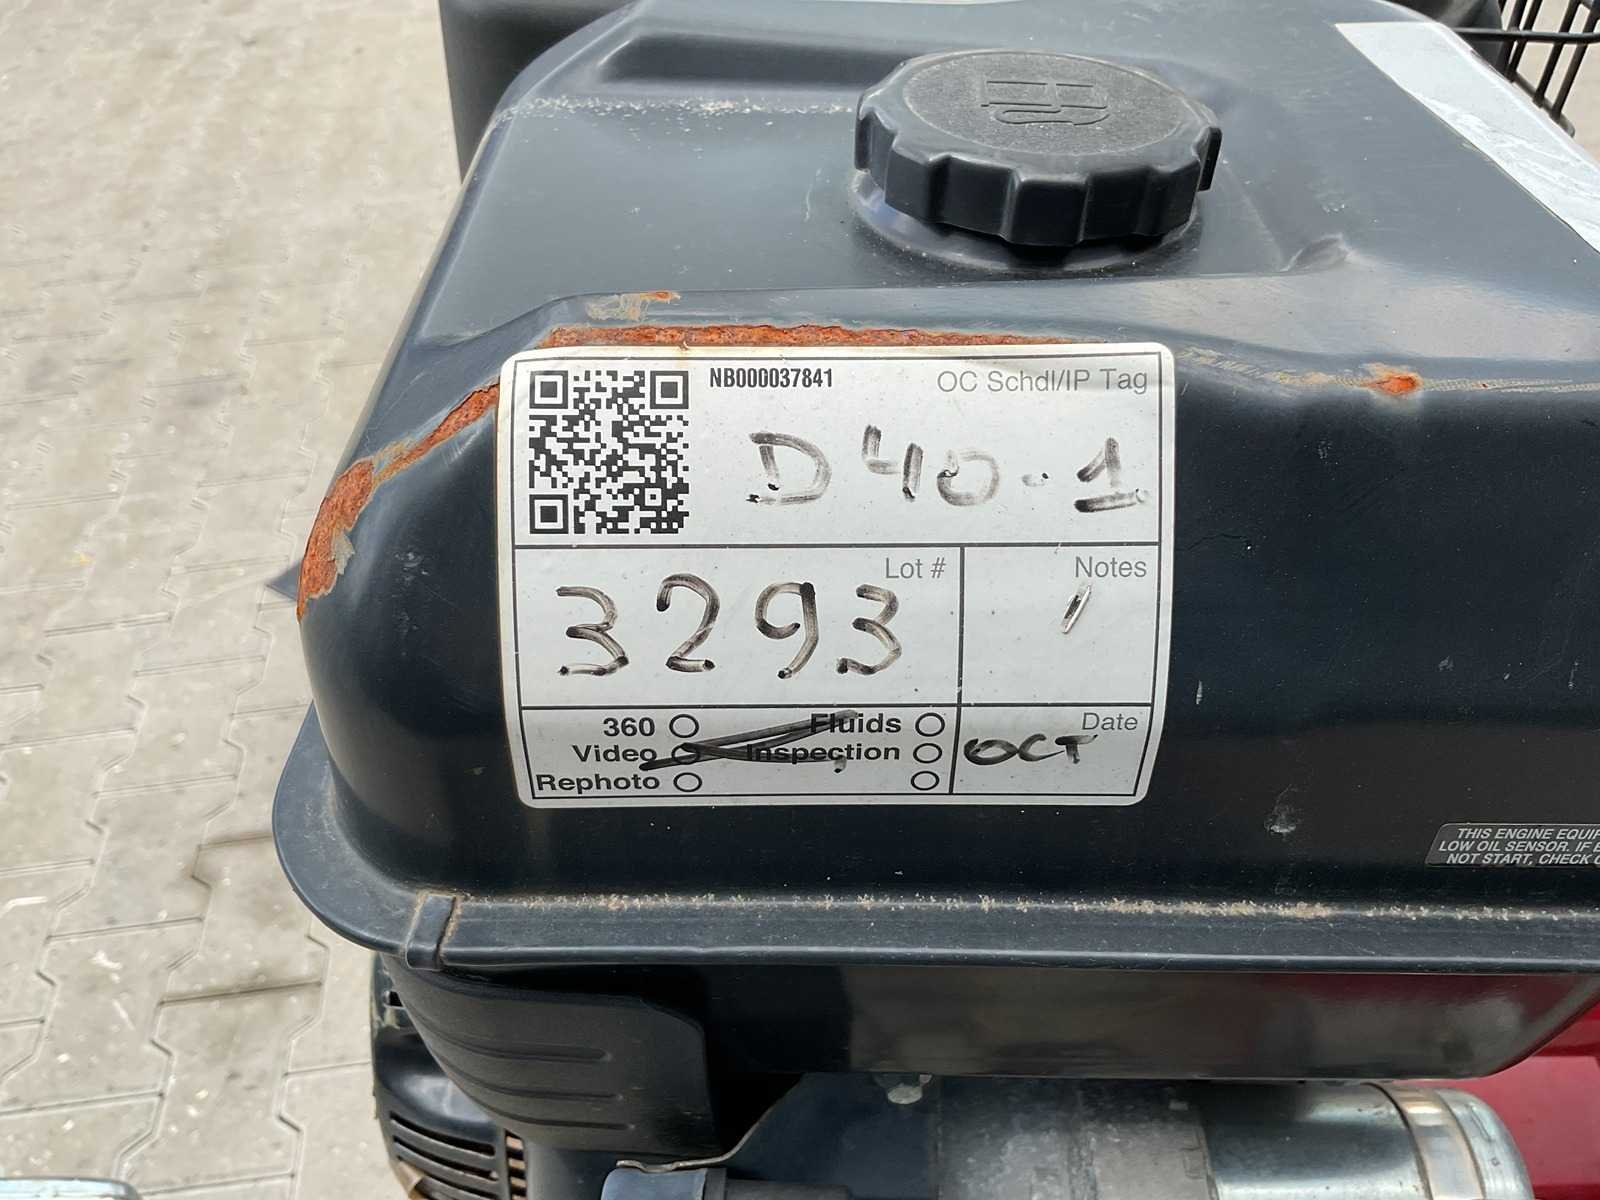 NB000037841
OC Schdl/IP Tag
D40-1
Lot #
3293
Notes
360
Fluids
Video
Inspection
Rephoto
Date
OCT
THIS ENGINE EQUIP
LOW OIL SENSOR. IF
NOT START, CHECK